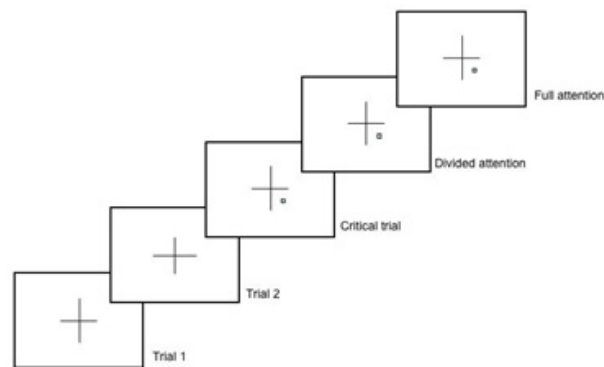 Full attention
Divided attention
Critical trial
Trial 2
Trial 1